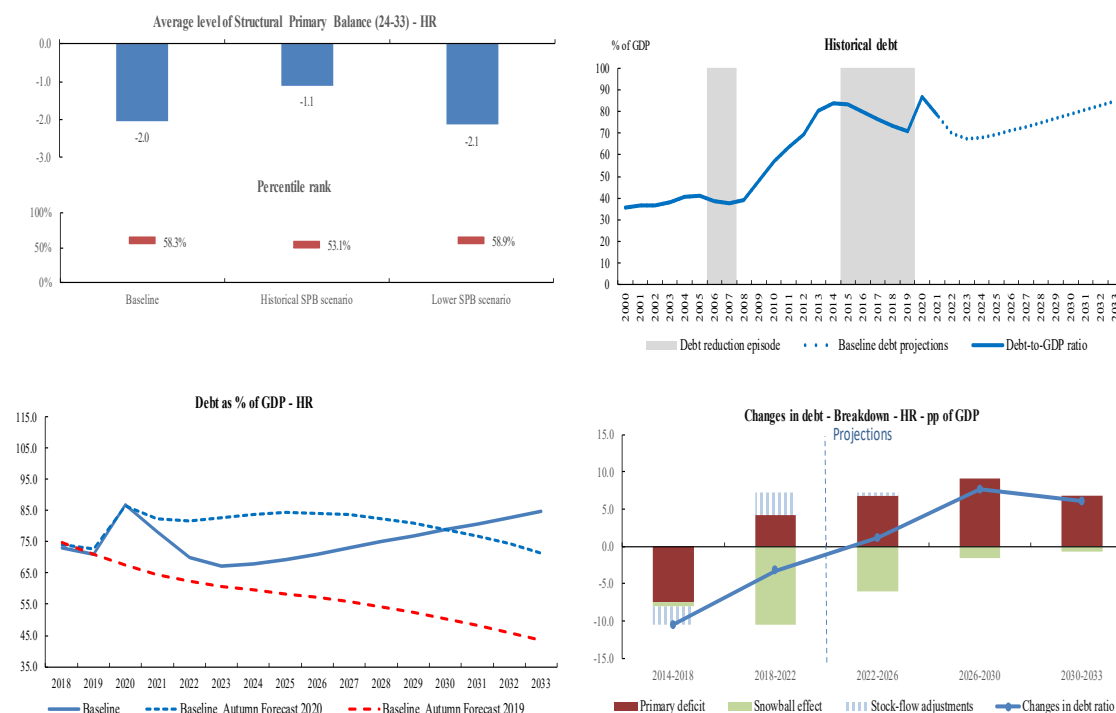 Average level of Structural Primary Balance (24-33) - HR
0.0
-1.0
-2.0
-3.0
-2.0
-1.1
-2.1
Percentile rank
100%
50%
0%
58.3%
53.1%
58.9%
Baseline Historical SPB scenario Lower SPB scenario
% of GDP
Historical debt
100
90
80
70
60
50
40
30
20
10
0
2000 2001 2002 2003 2004 2005 2006 2007 2008 2009 2010 2011 2012 2013 2014 2015 2016 2017 2018 2019 2020 2021 2022 2023 2024 2025 2026 2027 2028 2029 2030 2031 2032 2033
Debt reduction episode Baseline debt projections Debt-to-GDP ratio
Debt as % of GDP - HR
115.0
105.0
95.0
85.0
75.0
65.0
55.0
45.0
35.0
2018 2019 2020 2021 2022 2023 2024 2025 2026 2027 2028 2029 2030 2031 2032 2033
Baseline Baseline Autumn Forecast 2020 Baseline Autumn Forecast 2019
Changes in debt - Breakdown - HR - pp of GDP
Projections
15.0
10.0
5.0
0.0
-5.0
-10.0
-15.0
2014-2018 2018-2022 2022-2026 2026-2030 2030-2033
Primary deficit Snowball effect Stock-flow adjustments Changes in debt ratio